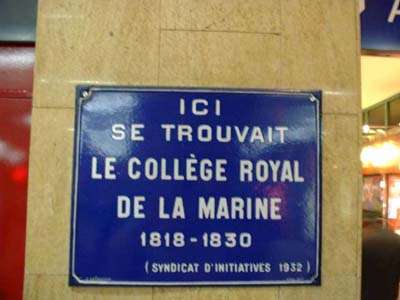 ICI
SE TROUVAIT
LE COLLÈGE ROYAL
DE LA MARINE
1818-1830
(SYNDICAT D'INITIATIVES 1932)